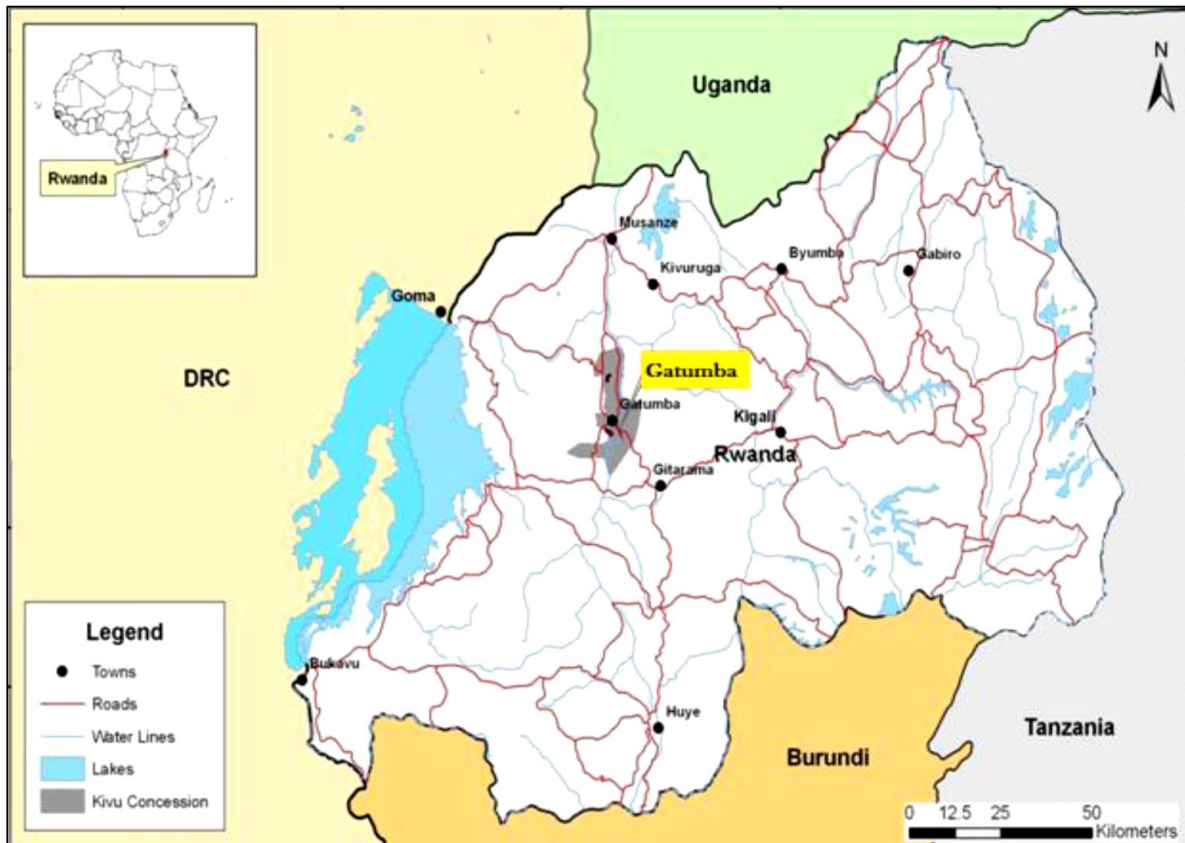 Uganda
N
Rwanda
Musanze
Byumba
Gabiro
Kivuruga
Goma
DRC
Gatumba
Gatumba
Kigali
Rwanda
Gitarama
Legend
Towns
Roads
Water Lines
Lakes
Kivu Concession
Bukavu
Huye
Tanzania
Burundi
0 12.5 25 50
Kilometers